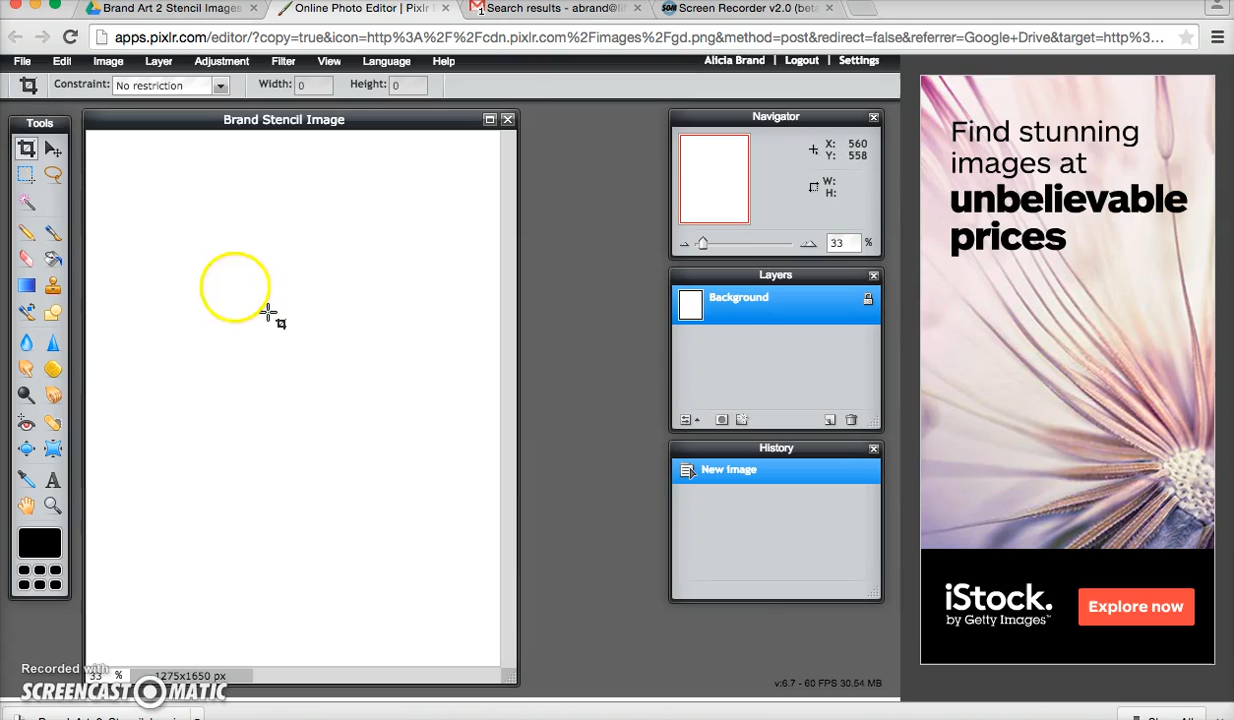 Brand Art 2 Stencil Images
Online Photo Editor | Pixlr
Search results - abrand@li
Screen Recorder v2.0 (beta
apps.pixlr.com/editor/?copy=true&icon=http%3A%2F%2Fcdn.pixlr.com%2Fimages%2Fgd.png&method=post&redirect=false&referrer=Google+Drive&target=http%3...
File Edit Image Layer Adjustment Filter View Language Help
Alicia Brand Logout Settings
Constraint: No restriction Width: 0 Height: 0
Tools
Brand Stencil Image
Navigator
X: 560
Y: 558
W:
H:
33 %
Layers
Background
History
New Image
Find stunning
images at
unbelievable
prices
iStock.
by Getty Images™
Explore now
33 % 1275x1650 px
v:6.7 - 60 FPS 30.54 MB
Recorded with
SCREENCAST MATIC